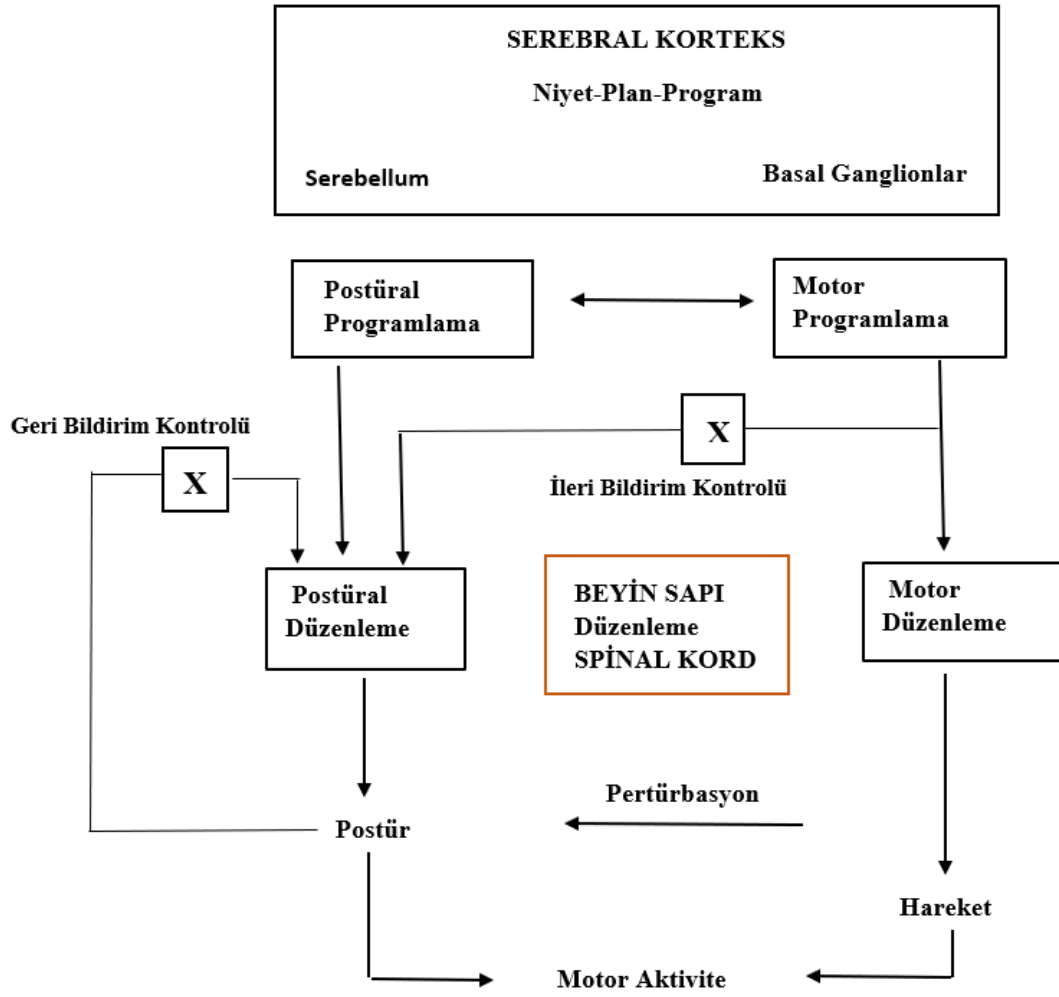 SEREBRAL KORTEKS
Niyet-Plan-Program
Serebellum
Basal Ganglionlar
Postüral
Programlama
Motor
Programlama
Geri Bildirim Kontrolü
X
X
İleri Bildirim Kontrolü
Postüral
Düzenleme
BEYİN SAPI
Düzenleme
SPİNAL KORD
Motor
Düzenleme
Pertürbasyon
Postür
Hareket
Motor Aktivite